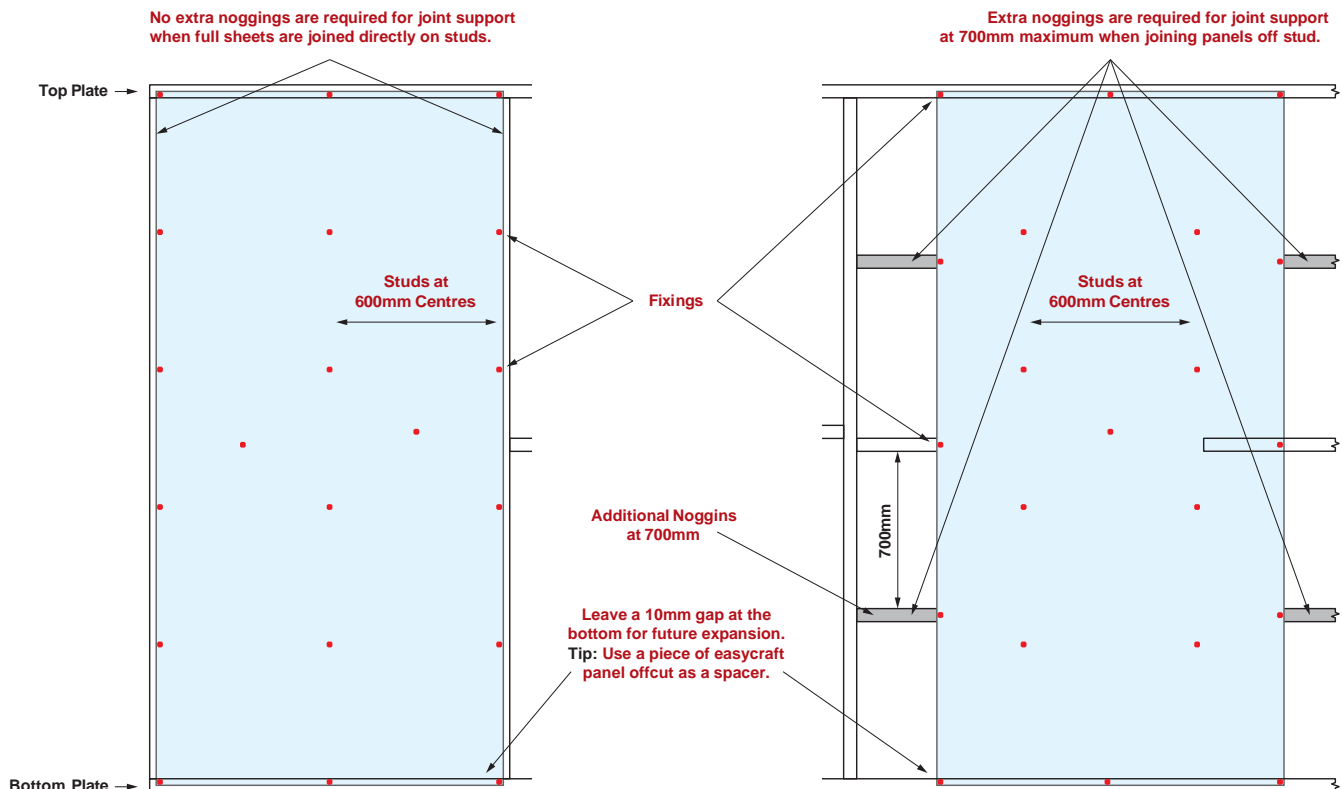 No extra noggings are required for joint support
when full sheets are joined directly on studs.
Extra noggings are required for joint support
at 700mm maximum when joining panels off stud.
Top Plate
Studs at
600mm Centres
Fixings
Studs at
600mm Centres
Additional Noggins
at 700mm
700mm
Leave a 10mm gap at the
bottom for future expansion.
Tip: Use a piece of easycraft
panel offcut as a spacer.
Bottom Plate